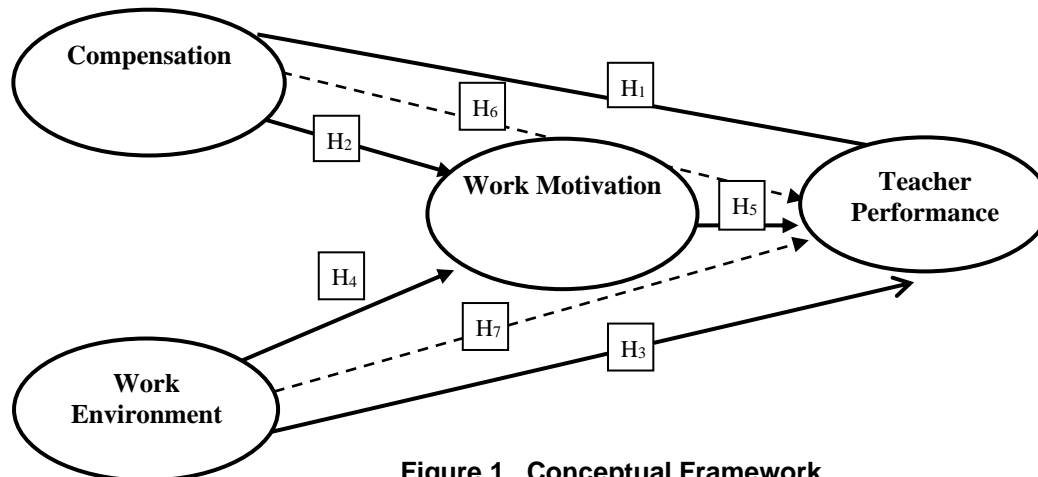 Compensation
H1
H6
H2
Work Motivation
Teacher
Performance
H5
H4
H7
H3
Work
Environment
Figure 1. Conceptual Framework